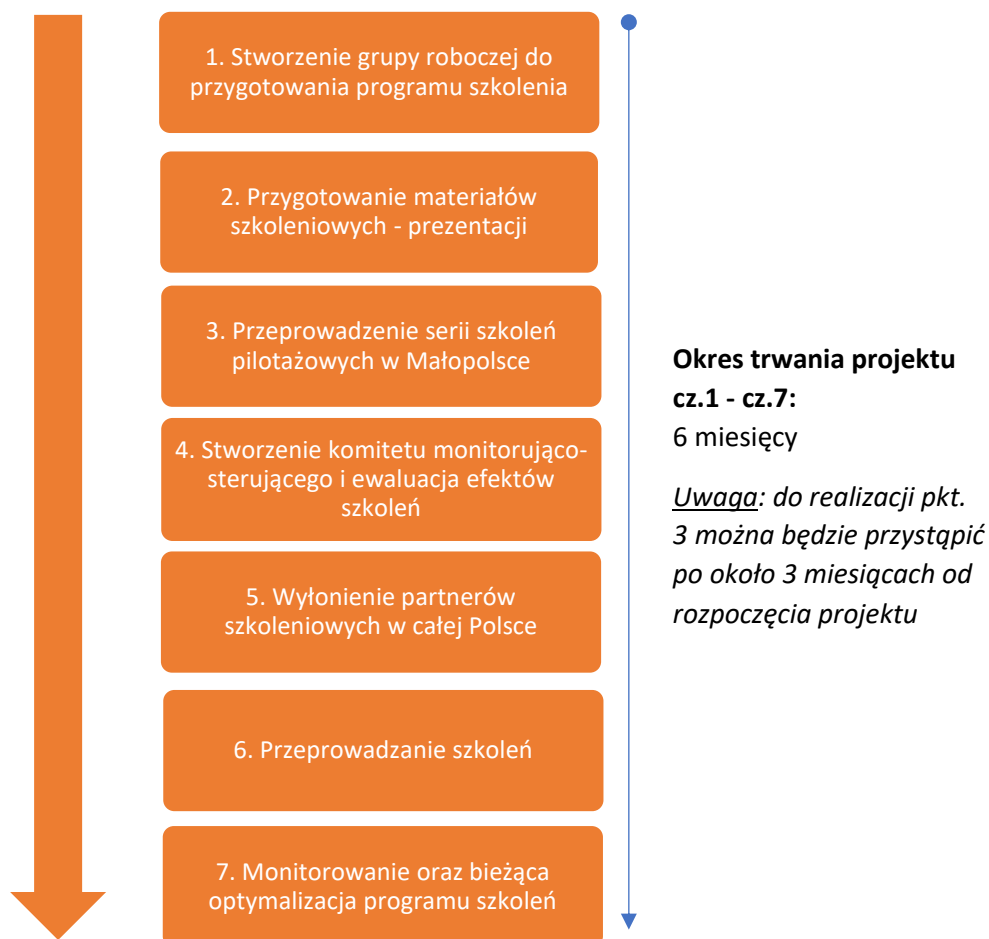 1. Stworzenie grupy roboczej do
przygotowania programu szkolenia
2. Przygotowanie materiałów
szkoleniowych - prezentacji
3. Przeprowadzenie serii szkoleń
pilotażowych w Małopolsce
4. Stworzenie komitetu monitorująco-
sterującego i ewaluacja efektów
szkoleń
5. Wyłonienie partnerów
szkoleniowych w całej Polsce
6. Przeprowadzanie szkoleń
7. Monitorowanie oraz bieżąca
optymalizacja programu szkoleń
Okres trwania projektu
cz.1 - cz.7:
6 miesięcy
Uwaga: do realizacji pkt.
3 można będzie przystąpić
po około 3 miesiącach od
rozpoczęcia projektu